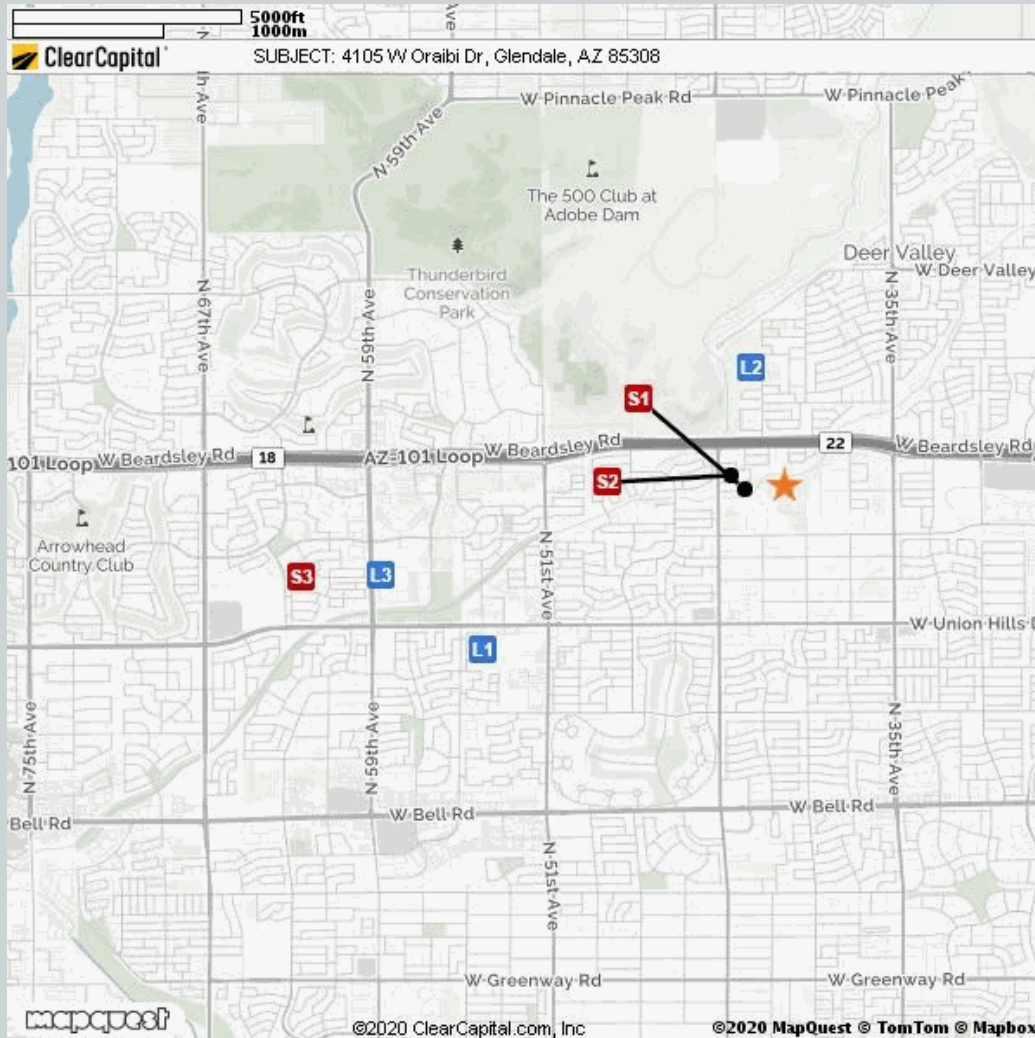 5000ft
1000m
ClearCapital
SUBJECT: 4105 W Oraibi Dr, Glendale, AZ 85308
W Pinnacle Peak Rd
W Pinnacle Peak
N 59th Ave
The 500 Club at
Adobe Dam
Thunderbird
Conservation
Park
Deer Valley
W Deer Valley
N 67th Ave
N 59th Ave
N 35th Ave
L2
S1
101 Loop
W Beardsley Rd
18
AZ-101 Loop
W Beardsley Rd
22
W Beardsley Rd
S2
Arrowhead
Country Club
N 51st Ave
S3
L3
W Union Hills D
L1
N 75th Ave
N 59th Ave
N 35th Ave
Bell Rd
W Bell Rd
W Bell Rd
N 51st Ave
W Greenway Rd
W Greenway Rd
mapquest
©2020 ClearCapital.com, Inc
©2020 MapQuest © TomTom © Mapbox